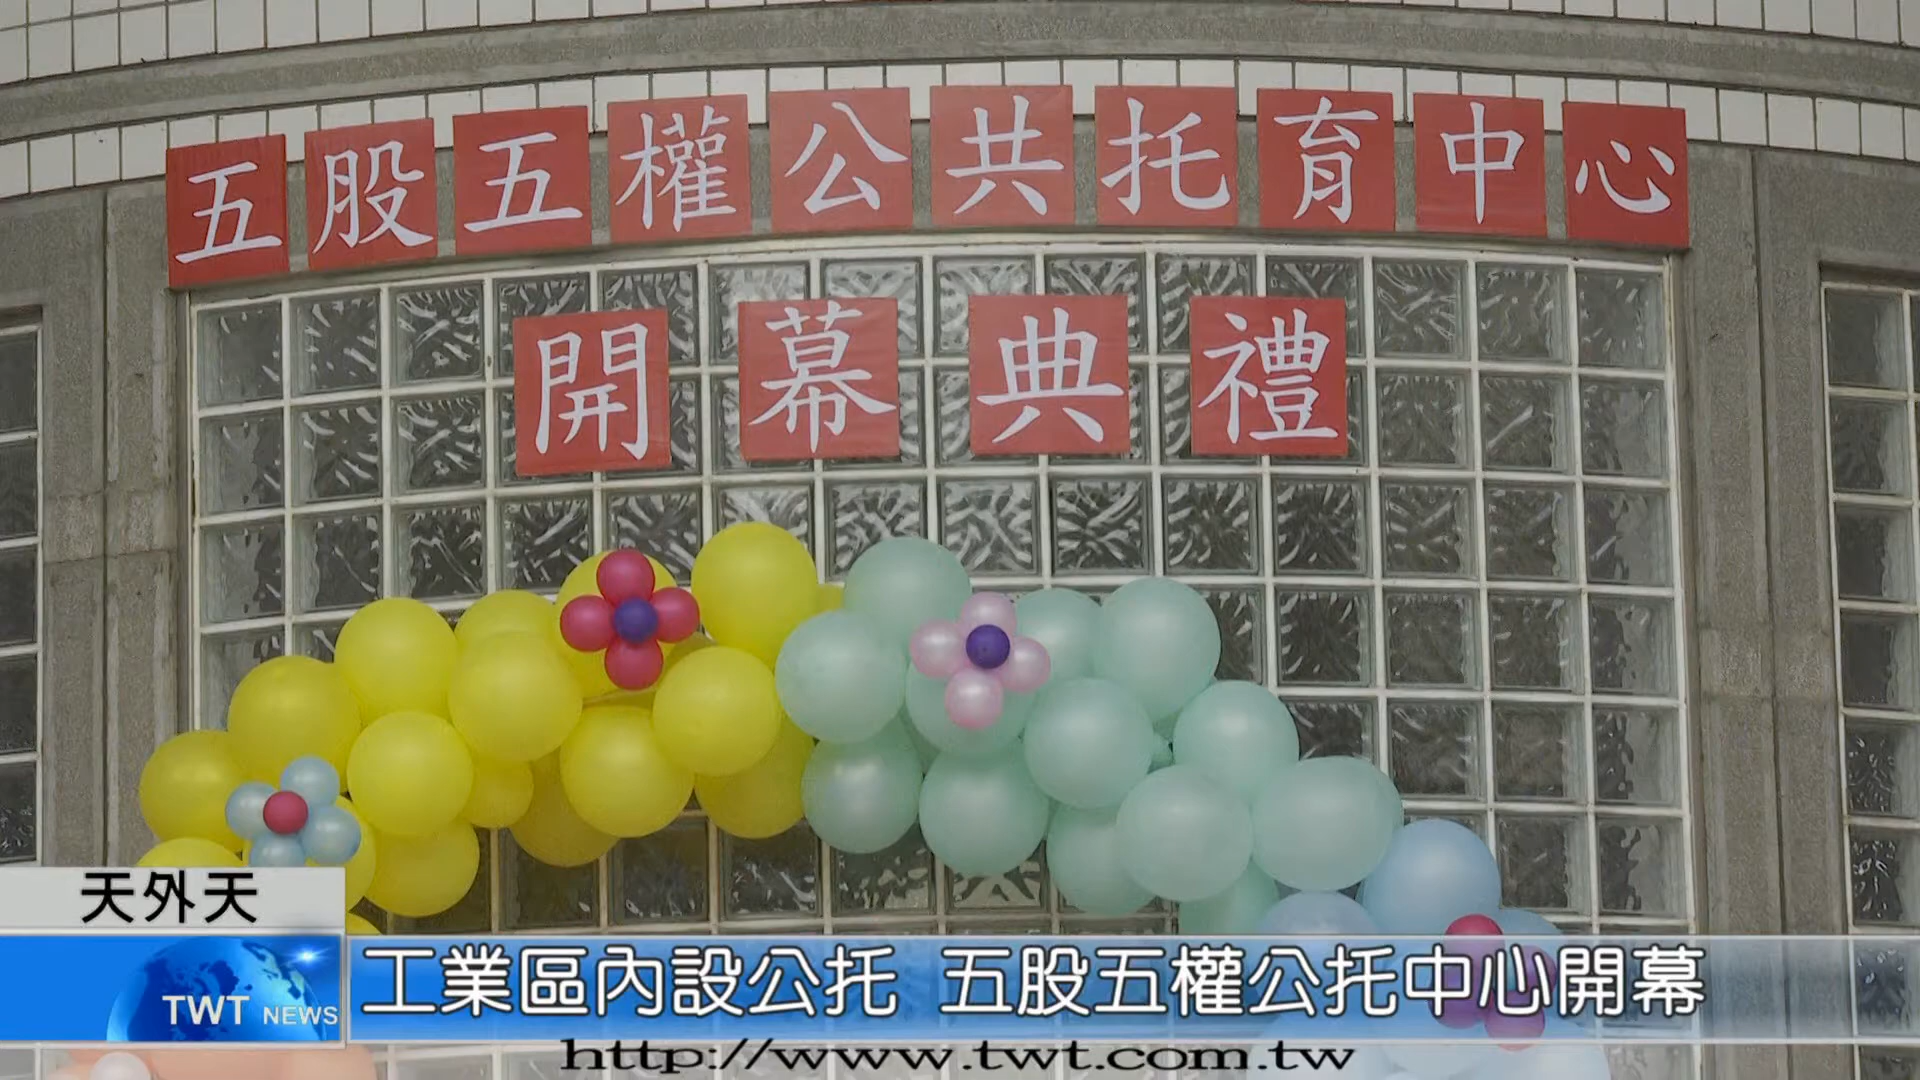 五股五權公共托育中心
開幕典禮
天外天
TWT NEWS
工業區內設公托 五股五權公托中心開幕
http://www.twt.com.tw